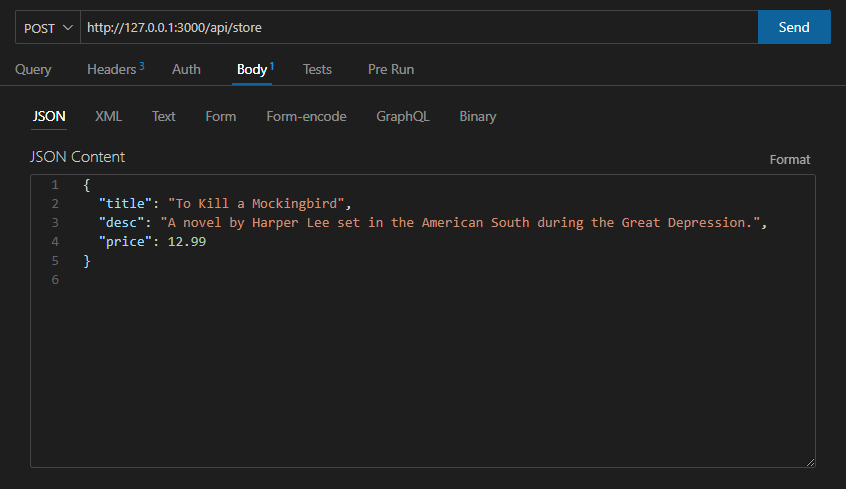 POST http://127.0.0.1:3000/api/store Send
Query Headers 3 Auth Body 1 Tests Pre Run
JSON XML Text Form Form-encode GraphQL Binary
JSON Content
Format
1 {
2 "title": "To Kill a Mockingbird",
3 "desc": "A novel by Harper Lee set in the American South during the Great Depression.",
4 "price": 12.99
5 }
6